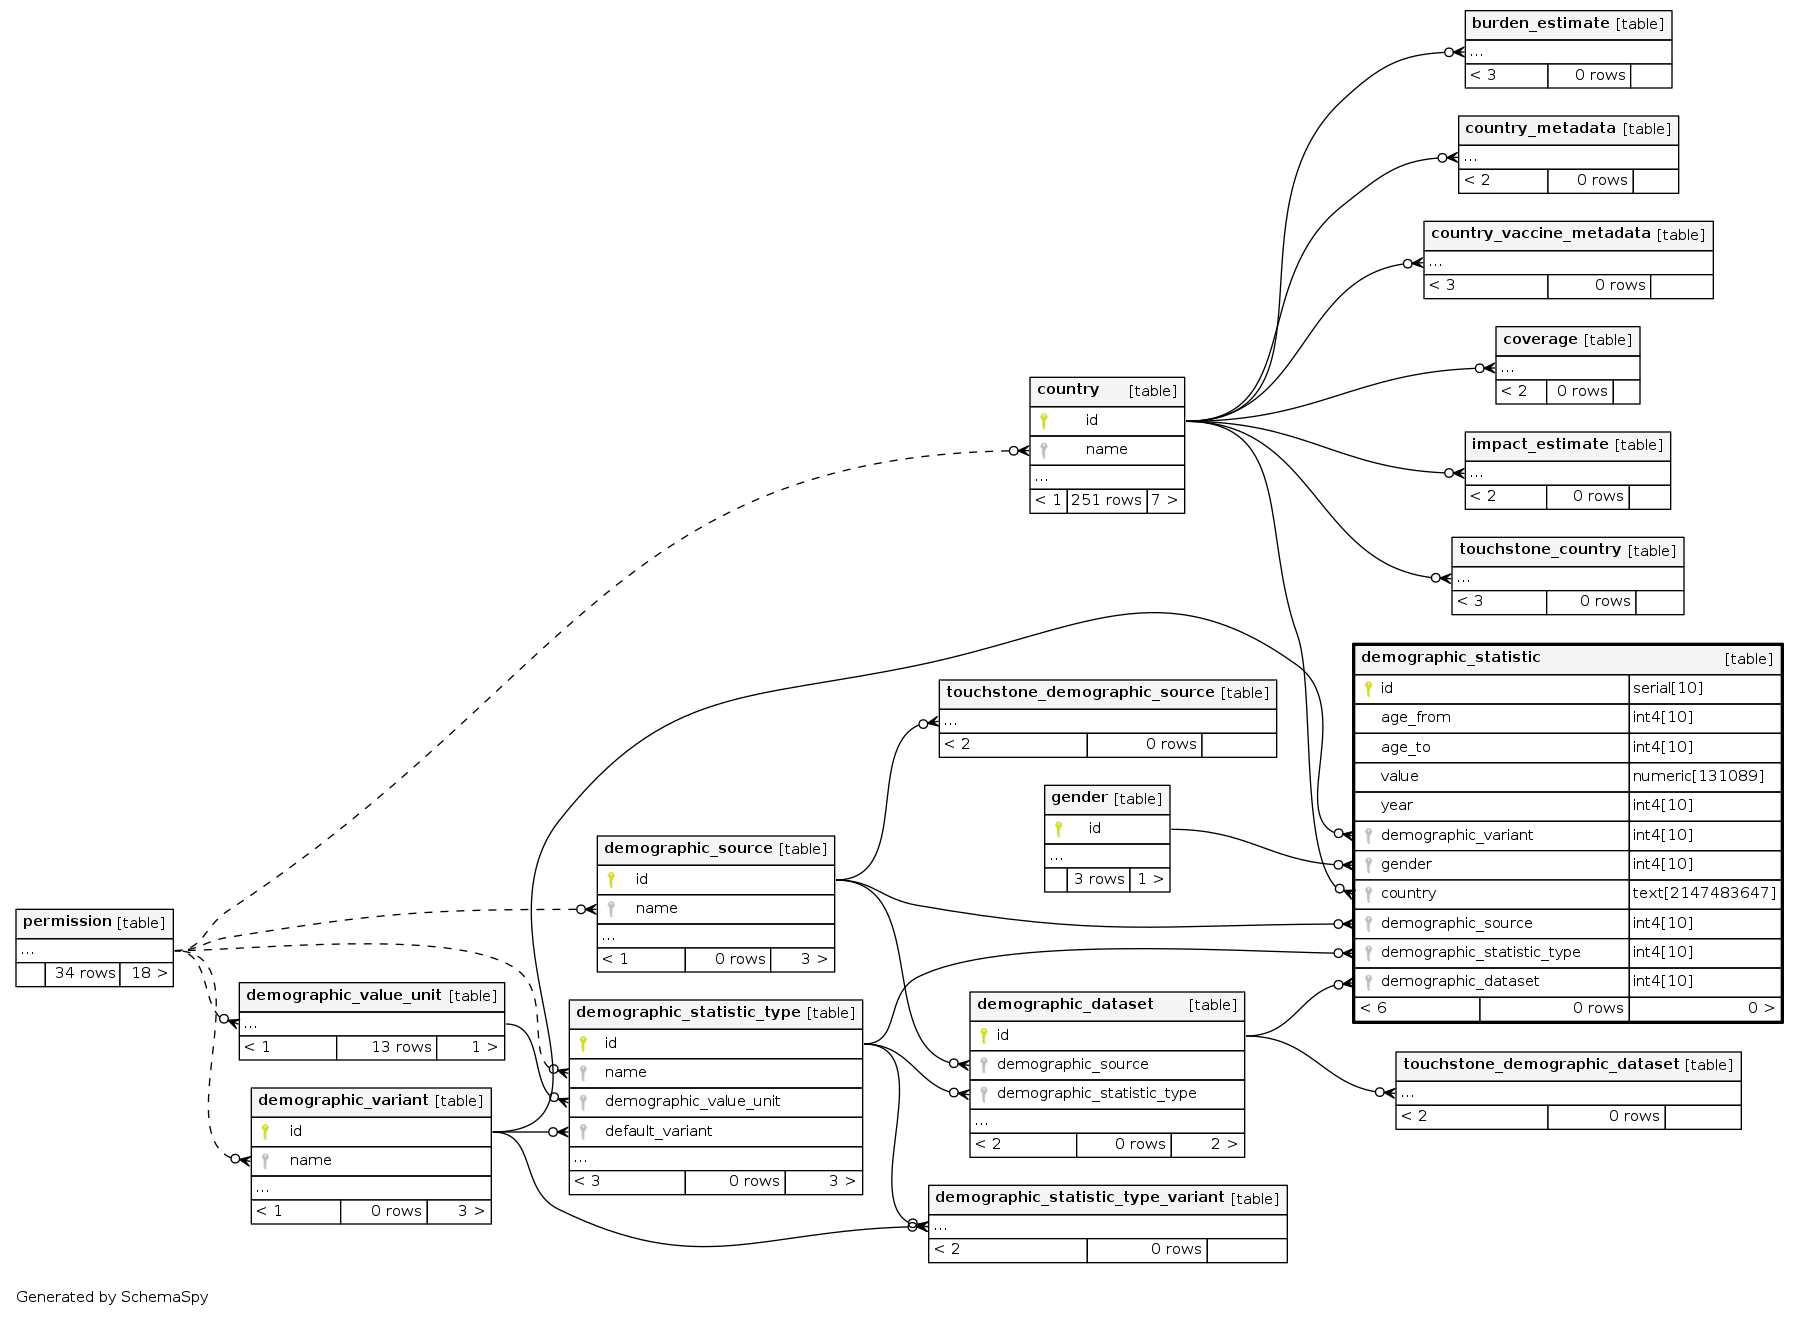 burden_estimate [table]
...
< 3 0 rows
country_metadata [table]
...
< 2 0 rows
country_vaccine_metadata [table]
...
< 3 0 rows
coverage [table]
...
< 2 0 rows
country [table]
id
name
...
< 1 251 rows 7 >
impact_estimate [table]
...
< 2 0 rows
touchstone_country [table]
...
< 3 0 rows
demographic_statistic [table]
id serial[10]
age_from int4[10]
age_to int4[10]
value numeric[131089]
year int4[10]
demographic_variant int4[10]
gender int4[10]
country text[2147483647]
demographic_source int4[10]
demographic_statistic_type int4[10]
demographic_dataset int4[10]
< 6 0 rows 0 >
touchstone_demographic_source [table]
...
< 2 0 rows
gender [table]
id
...
3 rows 1 >
demographic_source [table]
id
name
...
< 1 0 rows 3 >
permission [table]
...
34 rows 18 >
demographic_value_unit [table]
...
< 1 13 rows 1 >
demographic_statistic_type [table]
id
name
demographic_value_unit
default_variant
...
< 3 0 rows 3 >
demographic_dataset [table]
id
demographic_source
demographic_statistic_type
...
< 2 0 rows 2 >
touchstone_demographic_dataset [table]
...
< 2 0 rows
demographic_variant [table]
id
name
...
< 1 0 rows 3 >
demographic_statistic_type_variant [table]
...
< 2 0 rows
Generated by SchemaSpy